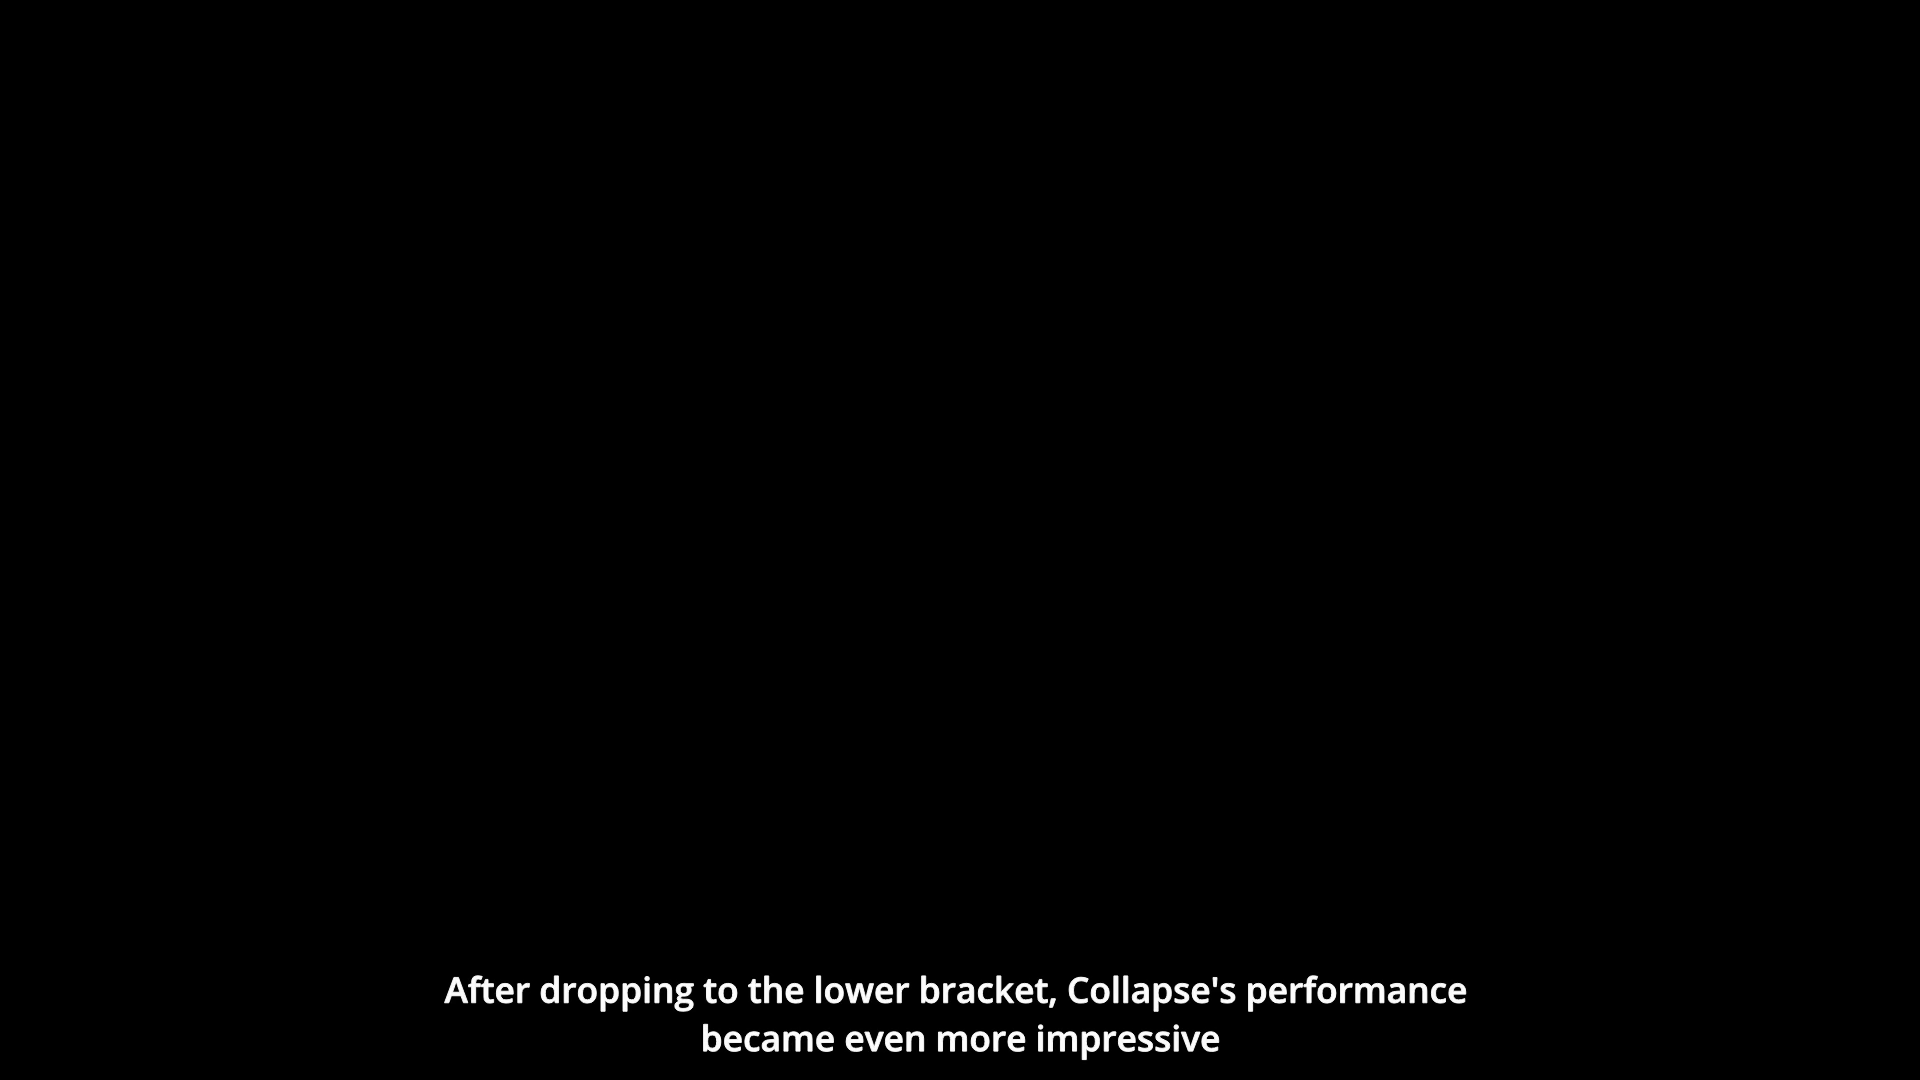 After dropping to the lower bracket, Collapse's performance
became even more impressive